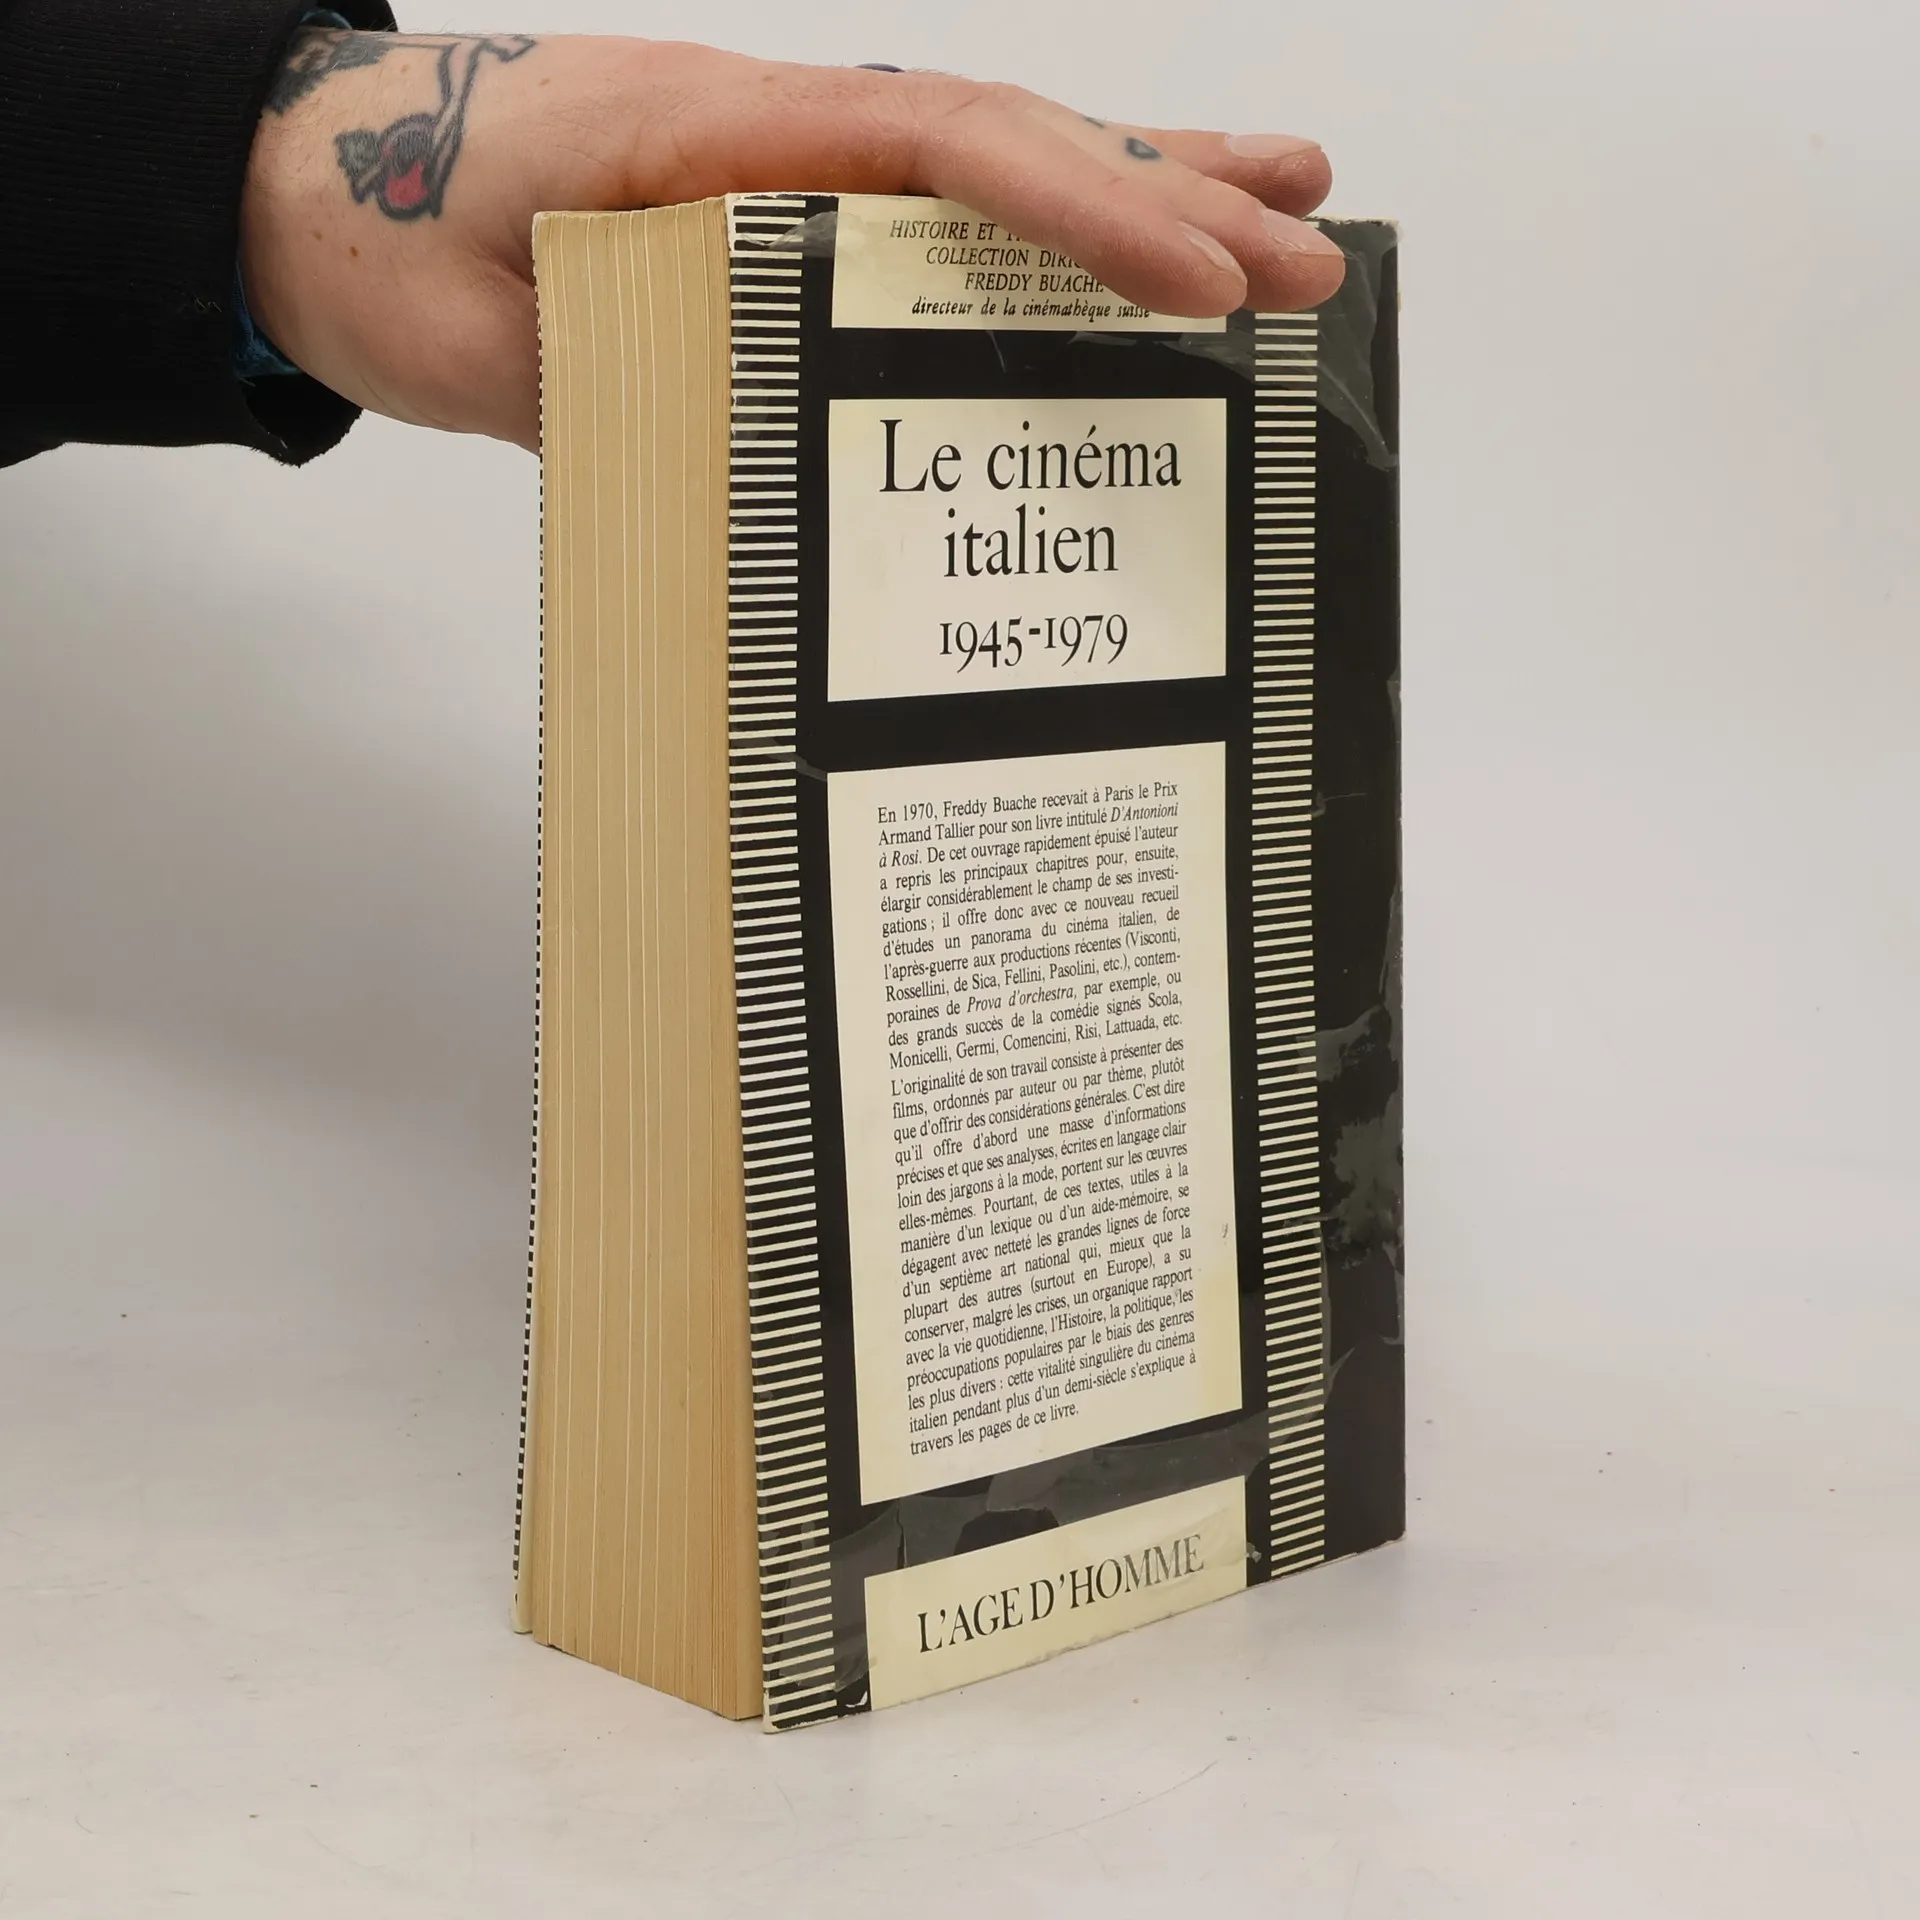 HISTOIRE ET
COLLECTION
FREDDY BUACHE
directeur de la cinémathèque suisse
Le cinéma
italien
1945-1979
En 1970, Freddy Buache recevait à Paris le Prix
Armand Tallier pour son livre intitulé D'Antonioni
à Rosi. De cet ouvrage rapidement épuisé l'auteur
a repris les principaux chapitres pour, ensuite,
élargir considérablement le champ de ses investi-
gations ; il offre donc avec ce nouveau recueil
d'études un panorama du cinéma italien, de
l'après-guerre aux productions récentes (Visconti,
Rossellini, de Sica, Fellini, Pasolini, etc.), contem-
poraines de Prova d'orchestra, par exemple, ou
des grands succès de la comédie signés Scola,
Monicelli, Germi, Comencini, Risi, Lattuada, etc.
L'originalité de son travail consiste à présenter des
films, ordonnés par auteur ou par thème, plutôt
que d'offrir des considérations générales. C'est dire
qu'il offre d'abord une masse d'informations
précises et que ses analyses, écrites en langage clair
loin des jargons à la mode, portent sur les œuvres
elles-mêmes. Pourtant, de ces textes, utiles à la
manière d'un lexique ou d'un aide-mémoire, se
dégagent avec netteté les grandes lignes de force
d'un septième art national qui, mieux que la
plupart des autres (surtout en Europe), a su
conserver, malgré les crises, un organique rapport
avec la vie quotidienne, l'Histoire, la politique, les
préoccupations populaires par le biais des genres
les plus divers : cette vitalité singulière du cinéma
italien pendant plus d'un demi-siècle s'explique à
travers les pages de ce livre.
L'AGE D'HOMME